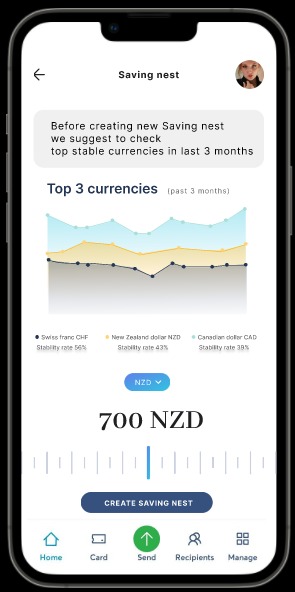 Saving nest
Before creating new Saving nest
we suggest to check
top stable currencies in last 3 months
Top 3 currencies (past 3 months)
Swiss franc CHF New Zealand dollar NZD Canadian dollar CAD
Stability rate 56% Stability rate 43% Stability rate 39%
NZD
700 NZD
CREATE SAVING NEST
Home Card Send Recipients Manage